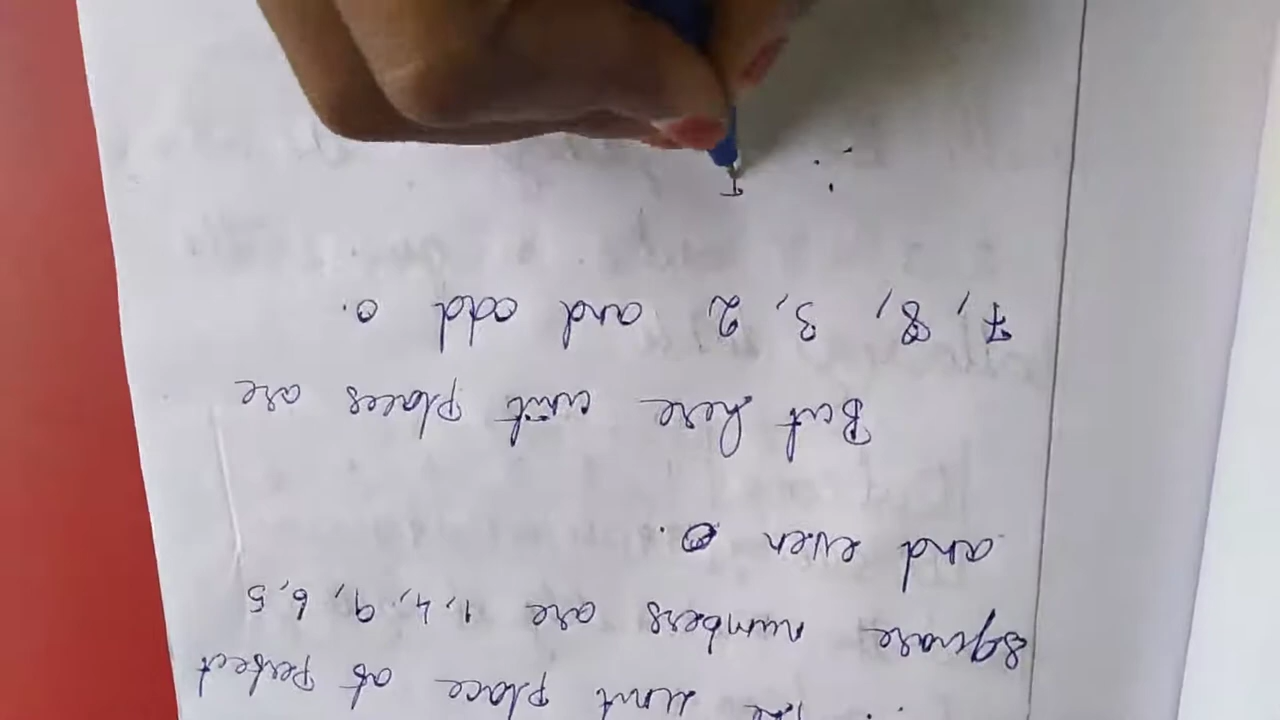 ∴ The unit place of Perfect
square numbers are 1, 4, 9, 6, 5
and even 0.
But here unit places are
7, 8, 3, 2 and odd 0.
∴ I